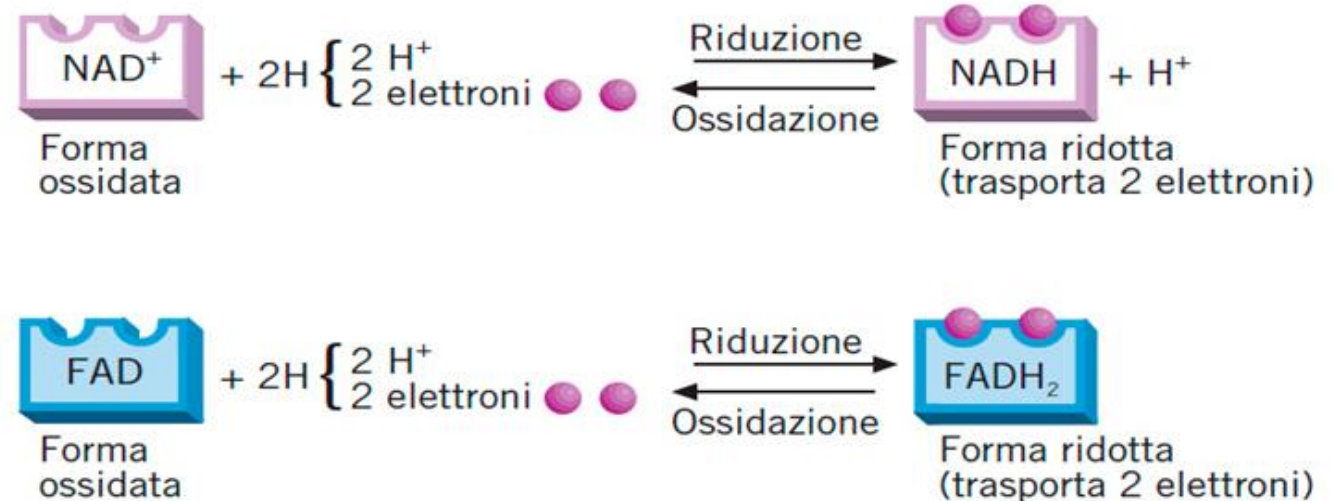 NAD⁺ + 2H { 2 H⁺
2 elettroni
Riduzione
Ossidazione
NADH + H⁺
Forma
ossidata
Forma ridotta
(trasporta 2 elettroni)
FAD + 2H { 2 H⁺
2 elettroni
Riduzione
Ossidazione
FADH₂
Forma
ossidata
Forma ridotta
(trasporta 2 elettroni)